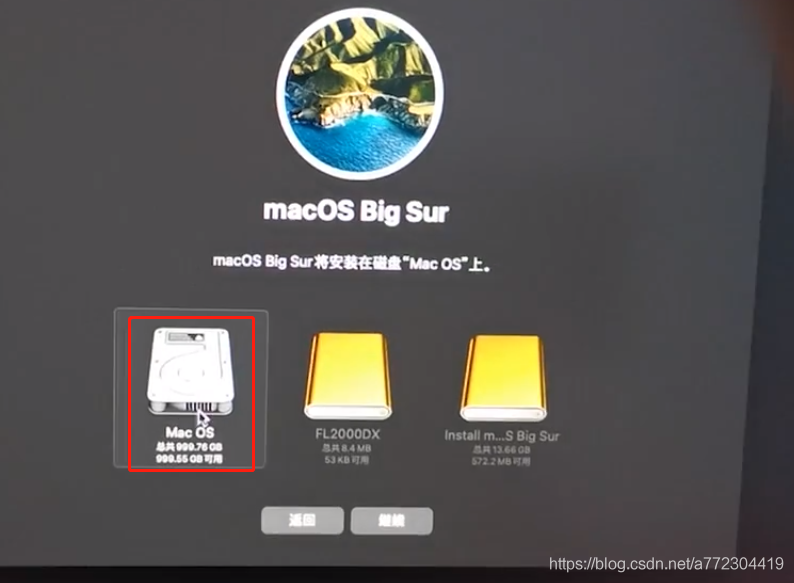 macOS Big Sur
macOS Big Sur将安装在磁盘"Mac OS"上。
Mac OS
总共 999.76 GB
999.55 GB 可用
FL2000DX
总共 8.4 MB
53 KB 可用
Install m...S Big Sur
总共 13.66 GB
572.2 MB 可用
返回
继续
https://blog.csdn.net/a772304419